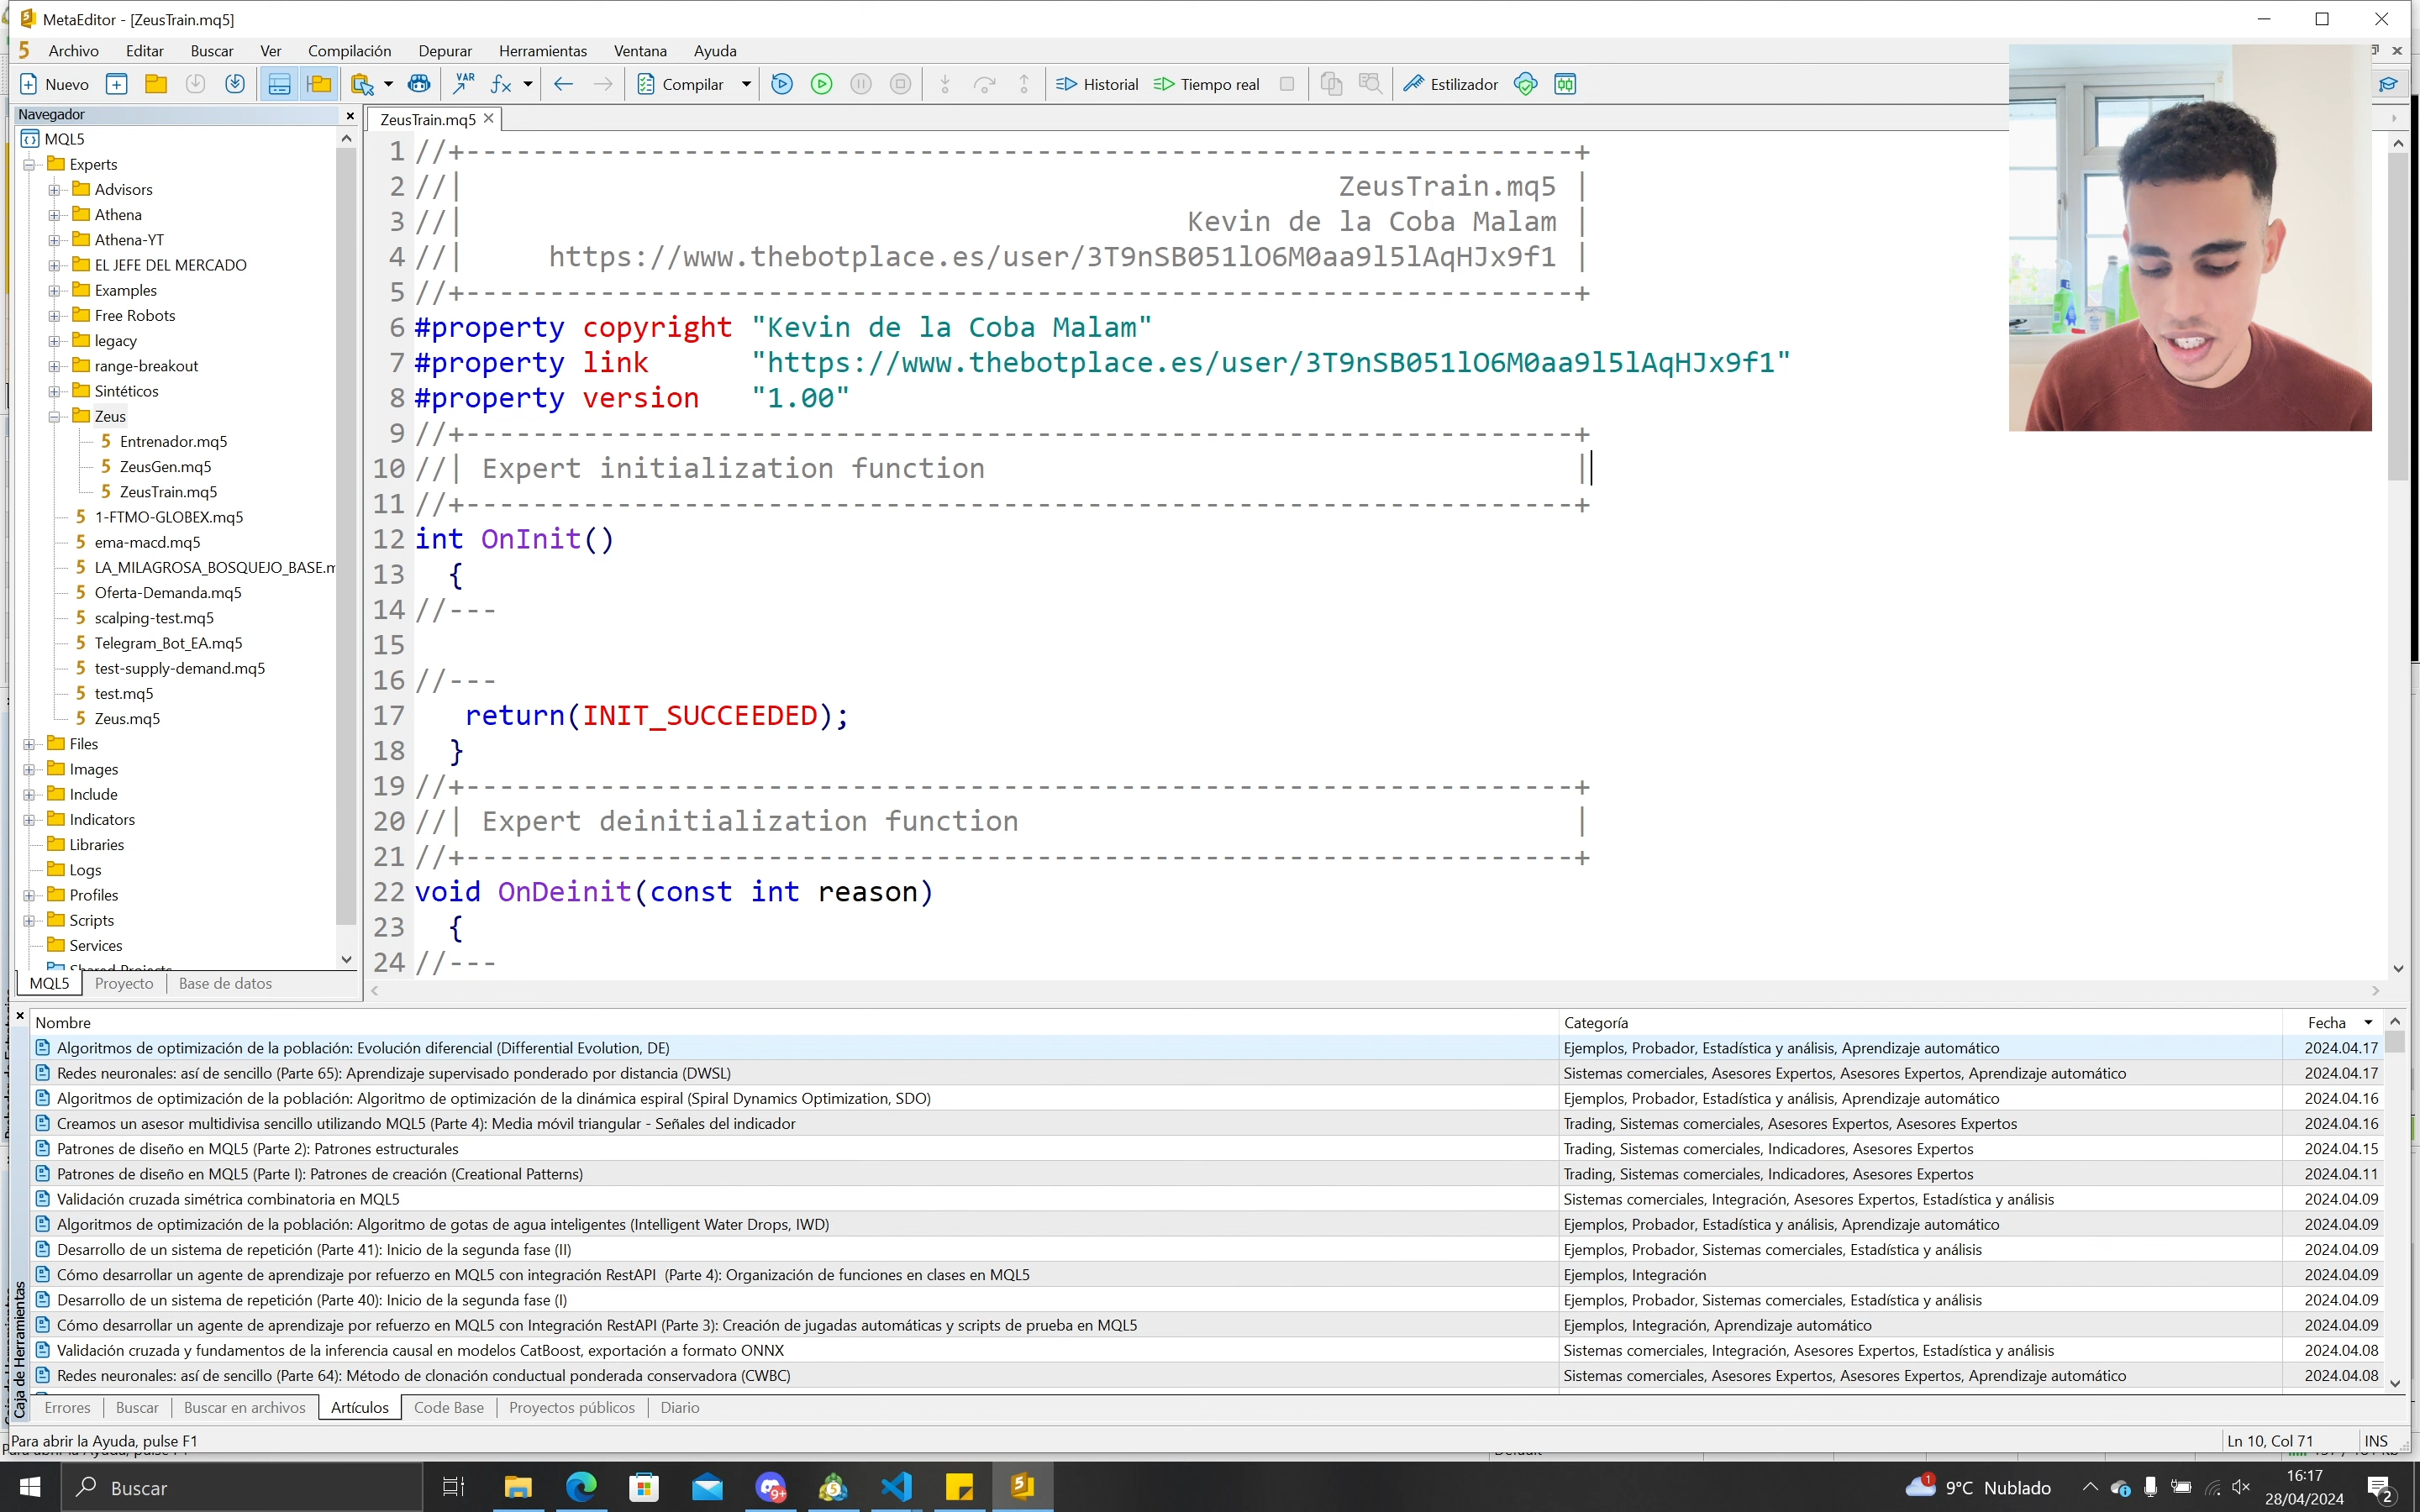 MetaEditor - [ZeusTrain.mq5]
Archivo Editar Buscar Ver Compilación Depurar Herramientas Ventana Ayuda
Nuevo Compilar Historial Tiempo real Estilizador
Navegador
MQL5
Experts
Advisors
Athena
Athena-YT
EL JEFE DEL MERCADO
Examples
Free Robots
legacy
range-breakout
Sintéticos
Zeus
Entrenador.mq5
ZeusGen.mq5
ZeusTrain.mq5
1-FTMO-GLOBEX.mq5
ema-macd.mq5
LA_MILAGROSA_BOSQUEJO_BASE.m
Oferta-Demanda.mq5
scalping-test.mq5
Telegram_Bot_EA.mq5
test-supply-demand.mq5
test.mq5
Zeus.mq5
Files
Images
Include
Indicators
Libraries
Logs
Profiles
Scripts
Services
Shared Projects
MQL5 Proyecto Base de datos
ZeusTrain.mq5
1 //+------------------------------------------------------------------+
2 //| ZeusTrain.mq5 |
3 //| Kevin de la Coba Malam |
4 //| https://www.thebotplace.es/user/3T9nSB051lO6M0aa9l5lAqHJx9f1 |
5 //+------------------------------------------------------------------+
6 #property copyright "Kevin de la Coba Malam"
7 #property link "https://www.thebotplace.es/user/3T9nSB051lO6M0aa9l5lAqHJx9f1"
8 #property version "1.00"
9 //+------------------------------------------------------------------+
10 //| Expert initialization function |
11 //+------------------------------------------------------------------+
12 int OnInit()
13 {
14 //---
15
16 //---
17 return(INIT_SUCCEEDED);
18 }
19 //+------------------------------------------------------------------+
20 //| Expert deinitialization function |
21 //+------------------------------------------------------------------+
22 void OnDeinit(const int reason)
23 {
24 //---
Nombre Categoría Fecha
Algoritmos de optimización de la población: Evolución diferencial (Differential Evolution, DE) Ejemplos, Probador, Estadística y análisis, Aprendizaje automático 2024.04.17
Redes neuronales: así de sencillo (Parte 65): Aprendizaje supervisado ponderado por distancia (DWSL) Sistemas comerciales, Asesores Expertos, Asesores Expertos, Aprendizaje automático 2024.04.17
Algoritmos de optimización de la población: Algoritmo de optimización de la dinámica espiral (Spiral Dynamics Optimization, SDO) Ejemplos, Probador, Estadística y análisis, Aprendizaje automático 2024.04.16
Creamos un asesor multidivisa sencillo utilizando MQL5 (Parte 4): Media móvil triangular - Señales del indicador Trading, Sistemas comerciales, Asesores Expertos, Asesores Expertos 2024.04.16
Patrones de diseño en MQL5 (Parte 2): Patrones estructurales Trading, Sistemas comerciales, Indicadores, Asesores Expertos 2024.04.15
Patrones de diseño en MQL5 (Parte I): Patrones de creación (Creational Patterns) Trading, Sistemas comerciales, Indicadores, Asesores Expertos 2024.04.11
Validación cruzada simétrica combinatoria en MQL5 Sistemas comerciales, Integración, Asesores Expertos, Estadística y análisis 2024.04.09
Algoritmos de optimización de la población: Algoritmo de gotas de agua inteligentes (Intelligent Water Drops, IWD) Ejemplos, Probador, Estadística y análisis, Aprendizaje automático 2024.04.09
Desarrollo de un sistema de repetición (Parte 41): Inicio de la segunda fase (II) Ejemplos, Probador, Sistemas comerciales, Estadística y análisis 2024.04.09
Cómo desarrollar un agente de aprendizaje por refuerzo en MQL5 con integración RestAPI (Parte 4): Organización de funciones en clases en MQL5 Ejemplos, Integración 2024.04.09
Desarrollo de un sistema de repetición (Parte 40): Inicio de la segunda fase (I) Ejemplos, Probador, Sistemas comerciales, Estadística y análisis 2024.04.09
Cómo desarrollar un agente de aprendizaje por refuerzo en MQL5 con Integración RestAPI (Parte 3): Creación de jugadas automáticas y scripts de prueba en MQL5 Ejemplos, Integración, Aprendizaje automático 2024.04.09
Validación cruzada y fundamentos de la inferencia causal en modelos CatBoost, exportación a formato ONNX Sistemas comerciales, Integración, Asesores Expertos, Estadística y análisis 2024.04.08
Redes neuronales: así de sencillo (Parte 64): Método de clonación conductual ponderada conservadora (CWBC) Sistemas comerciales, Asesores Expertos, Asesores Expertos, Aprendizaje automático 2024.04.08
Caja de Herramientas
Errores Buscar Buscar en archivos Artículos Code Base Proyectos públicos Diario
Para abrir la Ayuda, pulse F1 Ln 10, Col 71 INS
Buscar
9+
1
9°C Nublado
16:17
28/04/2024
2